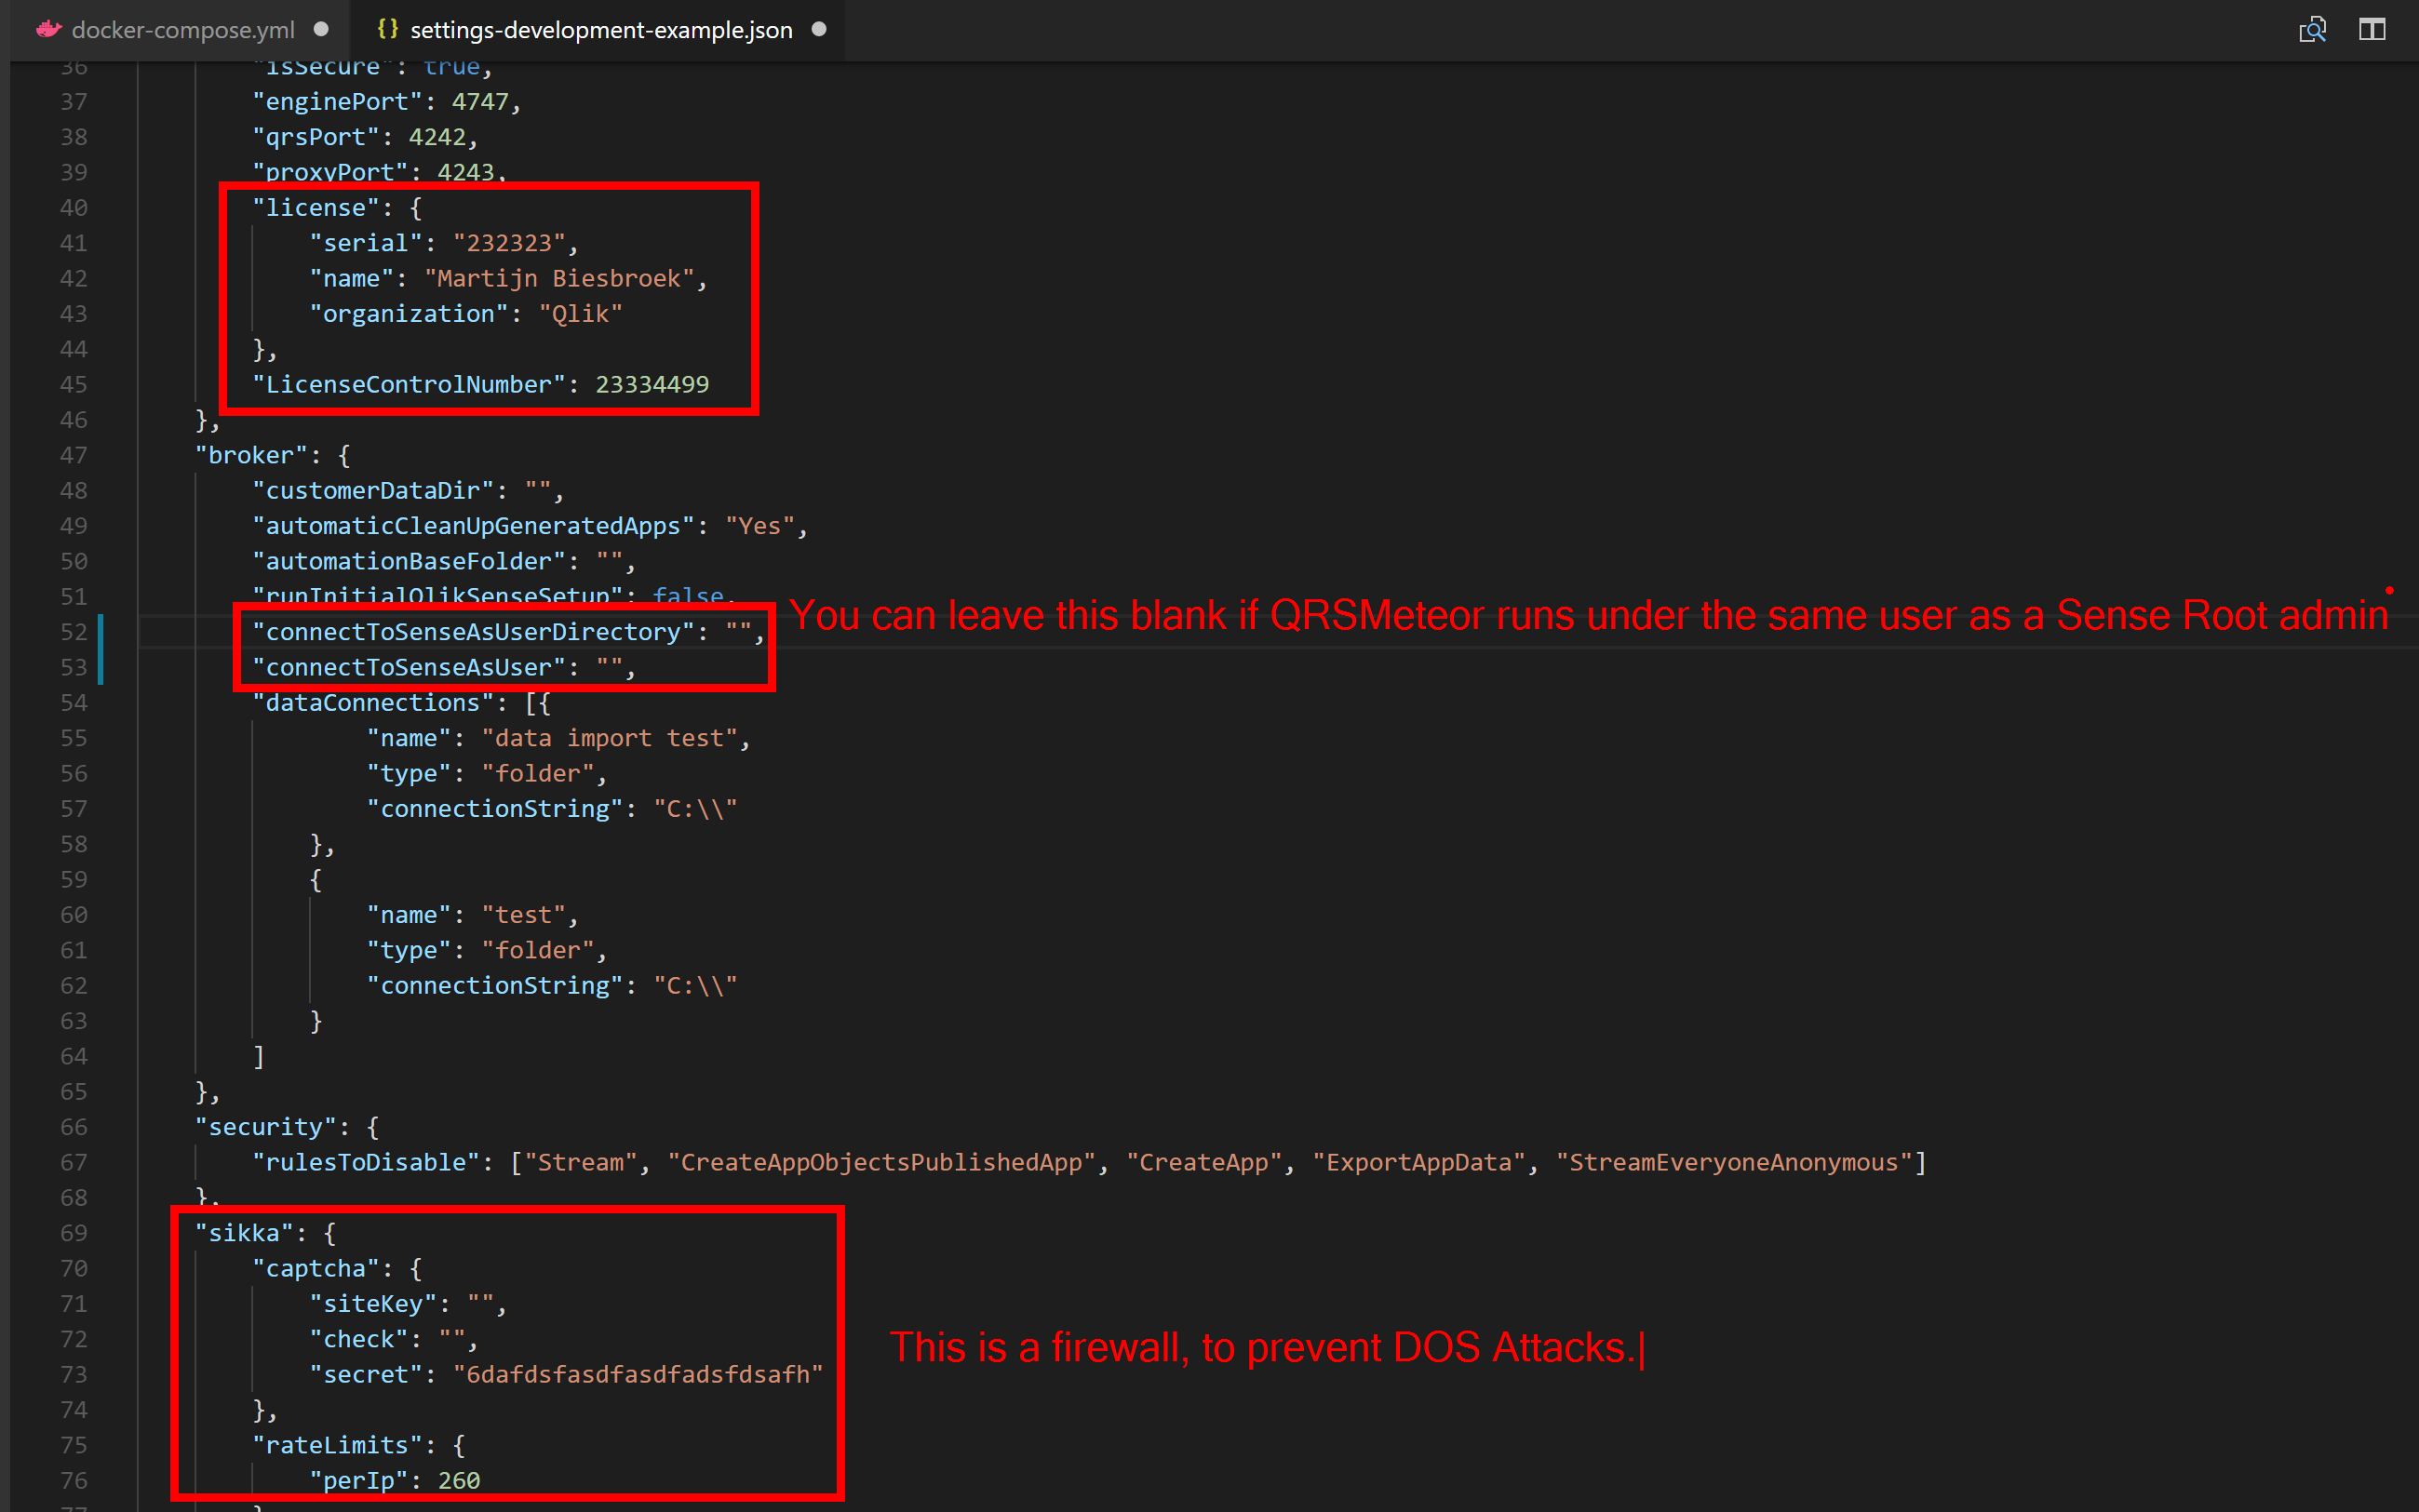 docker-compose.yml
{} settings-development-example.json
36 "isSecure": true,
37 "enginePort": 4747,
38 "qrsPort": 4242,
39 "proxyPort": 4243,
40 "license": {
41 "serial": "232323",
42 "name": "Martijn Biesbroek",
43 "organization": "Qlik"
44 },
45 "LicenseControlNumber": 23334499
46 },
47 "broker": {
48 "customerDataDir": "",
49 "automaticCleanUpGeneratedApps": "Yes",
50 "automationBaseFolder": "",
51 "runInitialQlikSenseSetup": false,
You can leave this blank if QRSMeteor runs under the same user as a Sense Root admin
52 "connectToSenseAsUserDirectory": "",
53 "connectToSenseAsUser": "",
54 "dataConnections": [{
55 "name": "data import test",
56 "type": "folder",
57 "connectionString": "C:\\"
58 },
59 {
60 "name": "test",
61 "type": "folder",
62 "connectionString": "C:\\"
63 }
64 ]
65 },
66 "security": {
67 "rulesToDisable": ["Stream", "CreateAppObjectsPublishedApp", "CreateApp", "ExportAppData", "StreamEveryoneAnonymous"]
68 },
69 "sikka": {
70 "captcha": {
71 "siteKey": "",
72 "check": "",
This is a firewall, to prevent DOS Attacks.
73 "secret": "6dafdsfasdfasdfadsfdsafh"
74 },
75 "rateLimits": {
76 "perIp": 260
77 }